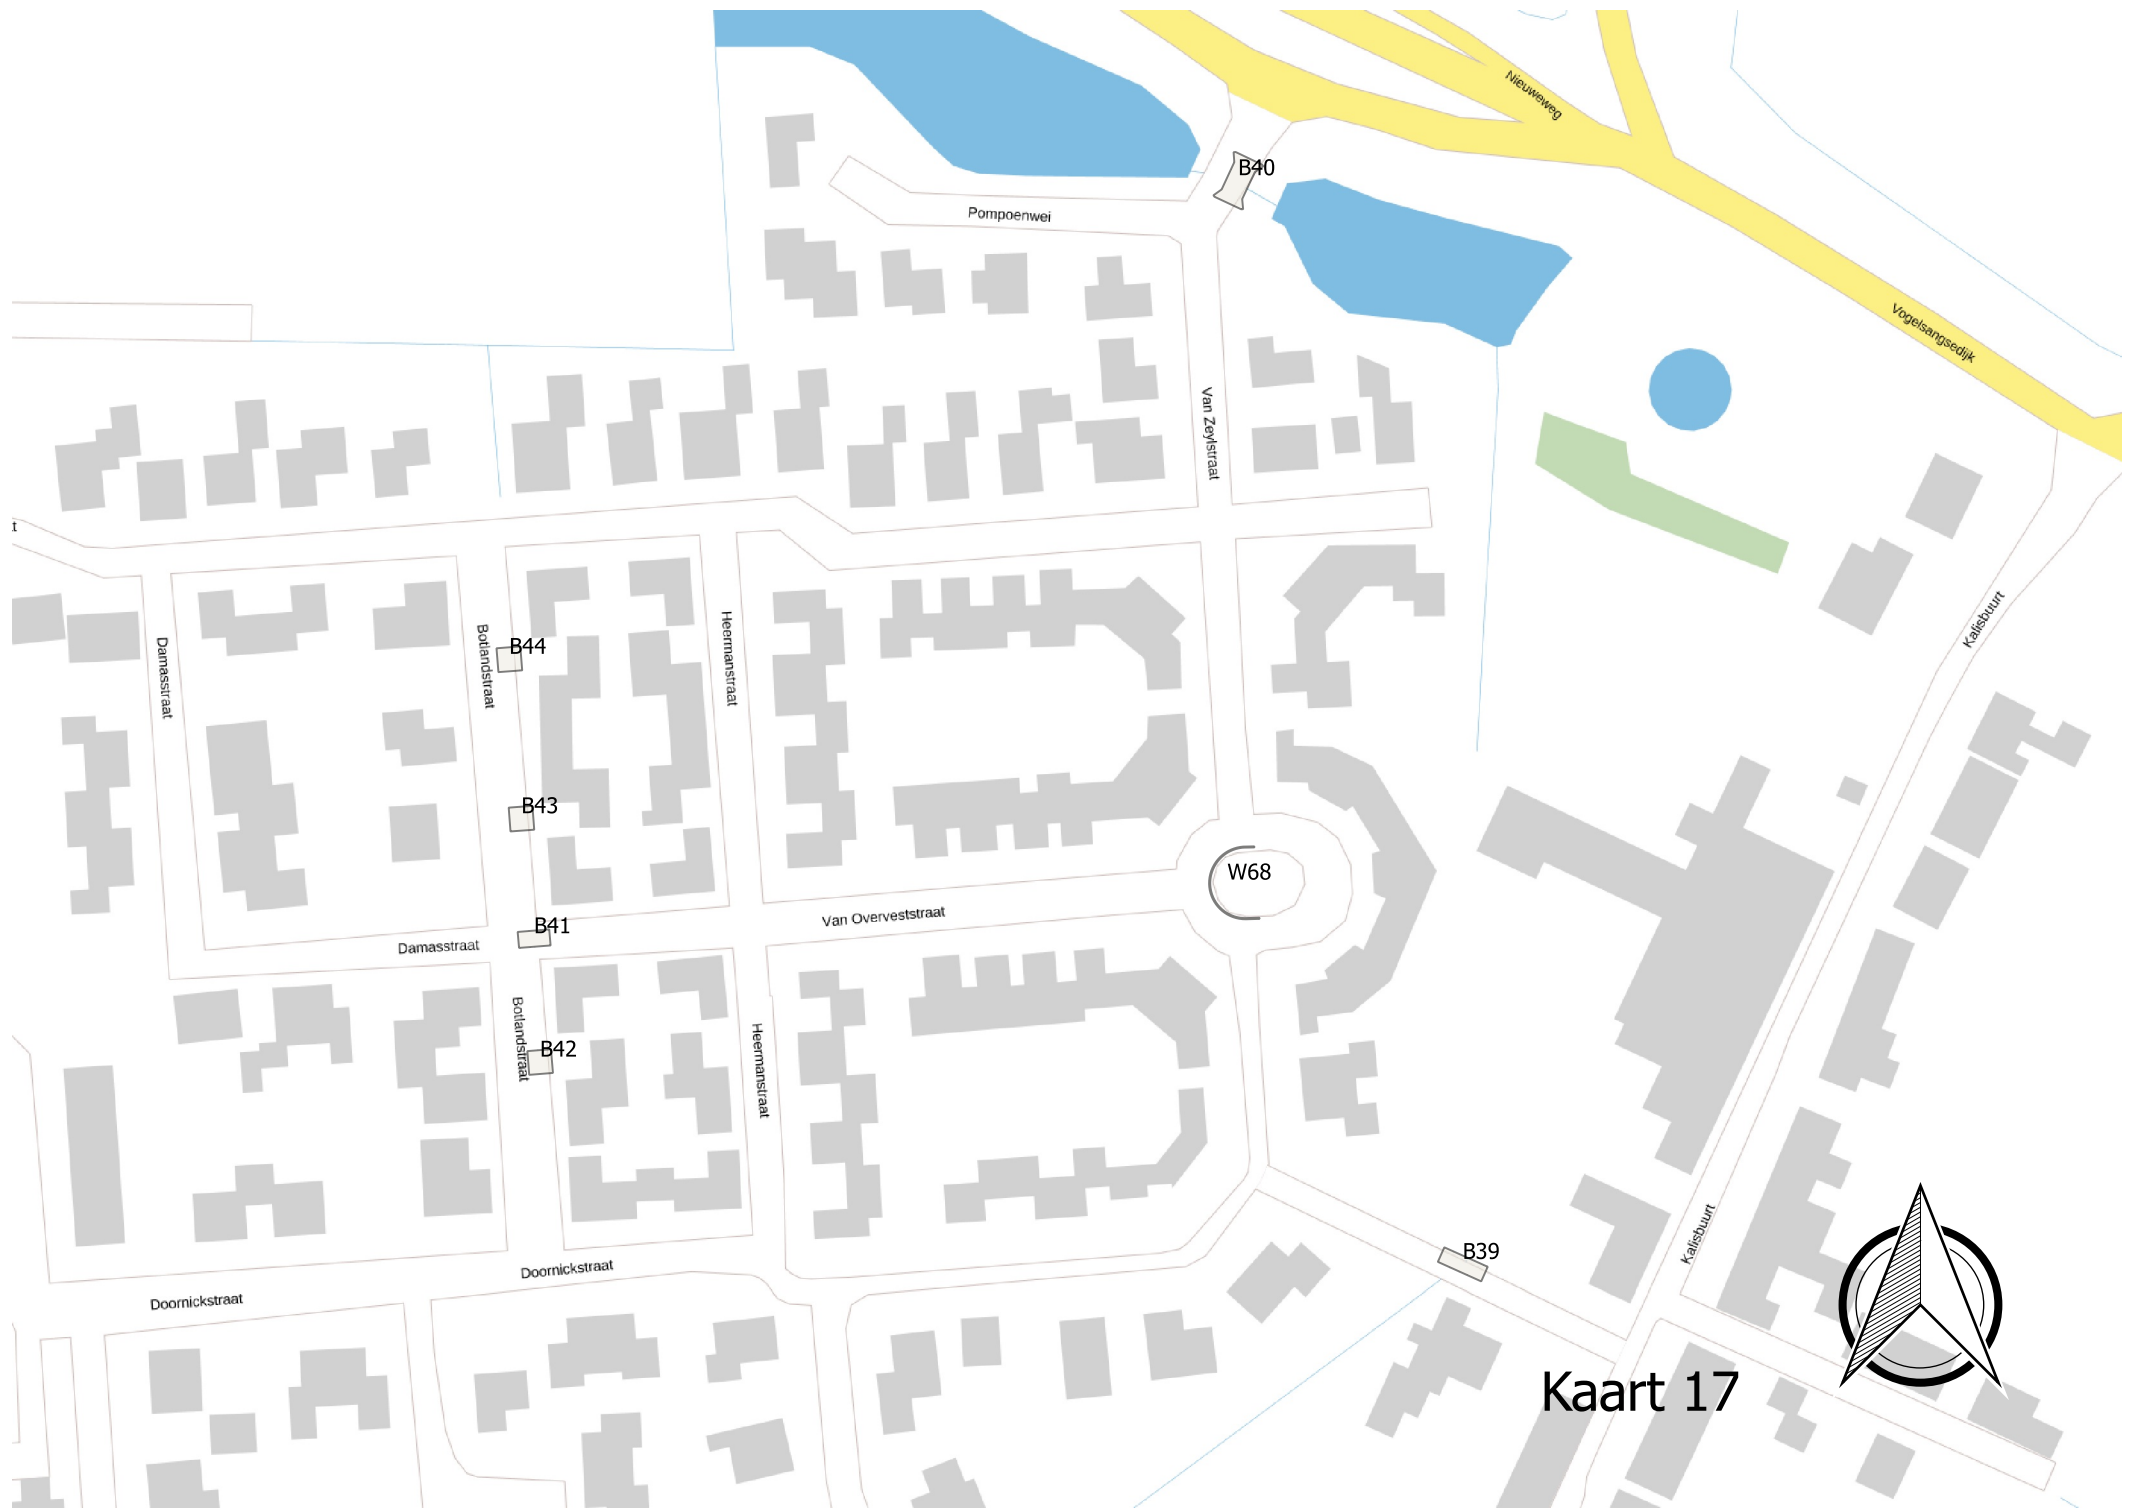 Nieuweweg
B40
Pompoenwei
Vogelsangsedijk
Van Zeylstraat
t
Kalisbuurt
Damasstraat
Botlandstraat
B44
Heermanstraat
B43
W68
Van Overveststraat
B41
Damasstraat
Botlandstraat
B42
Heermanstraat
Kalisbuurt
B39
Doornickstraat
Doornickstraat
Kaart 17